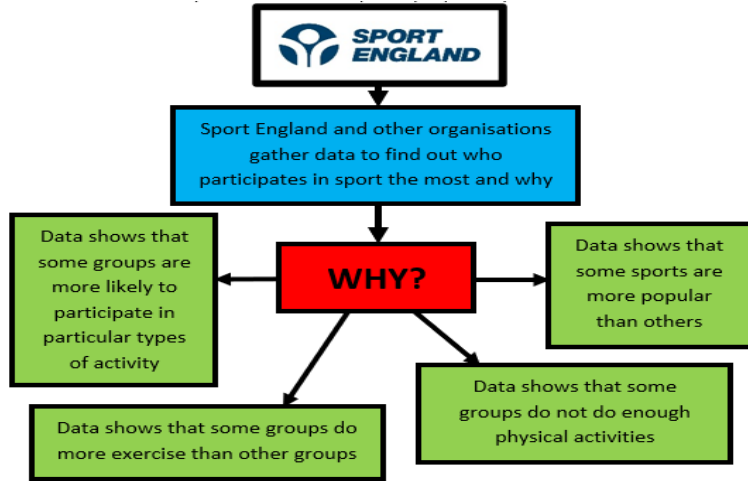 SPORT
ENGLAND
Sport England and other organisations
gather data to find out who
participates in sport the most and why
WHY?
Data shows that
some groups are
more likely to
participate in
particular types
of activity
Data shows that
some sports are
more popular
than others
Data shows that some groups do
more exercise than other groups
Data shows that some
groups do not do enough
physical activities